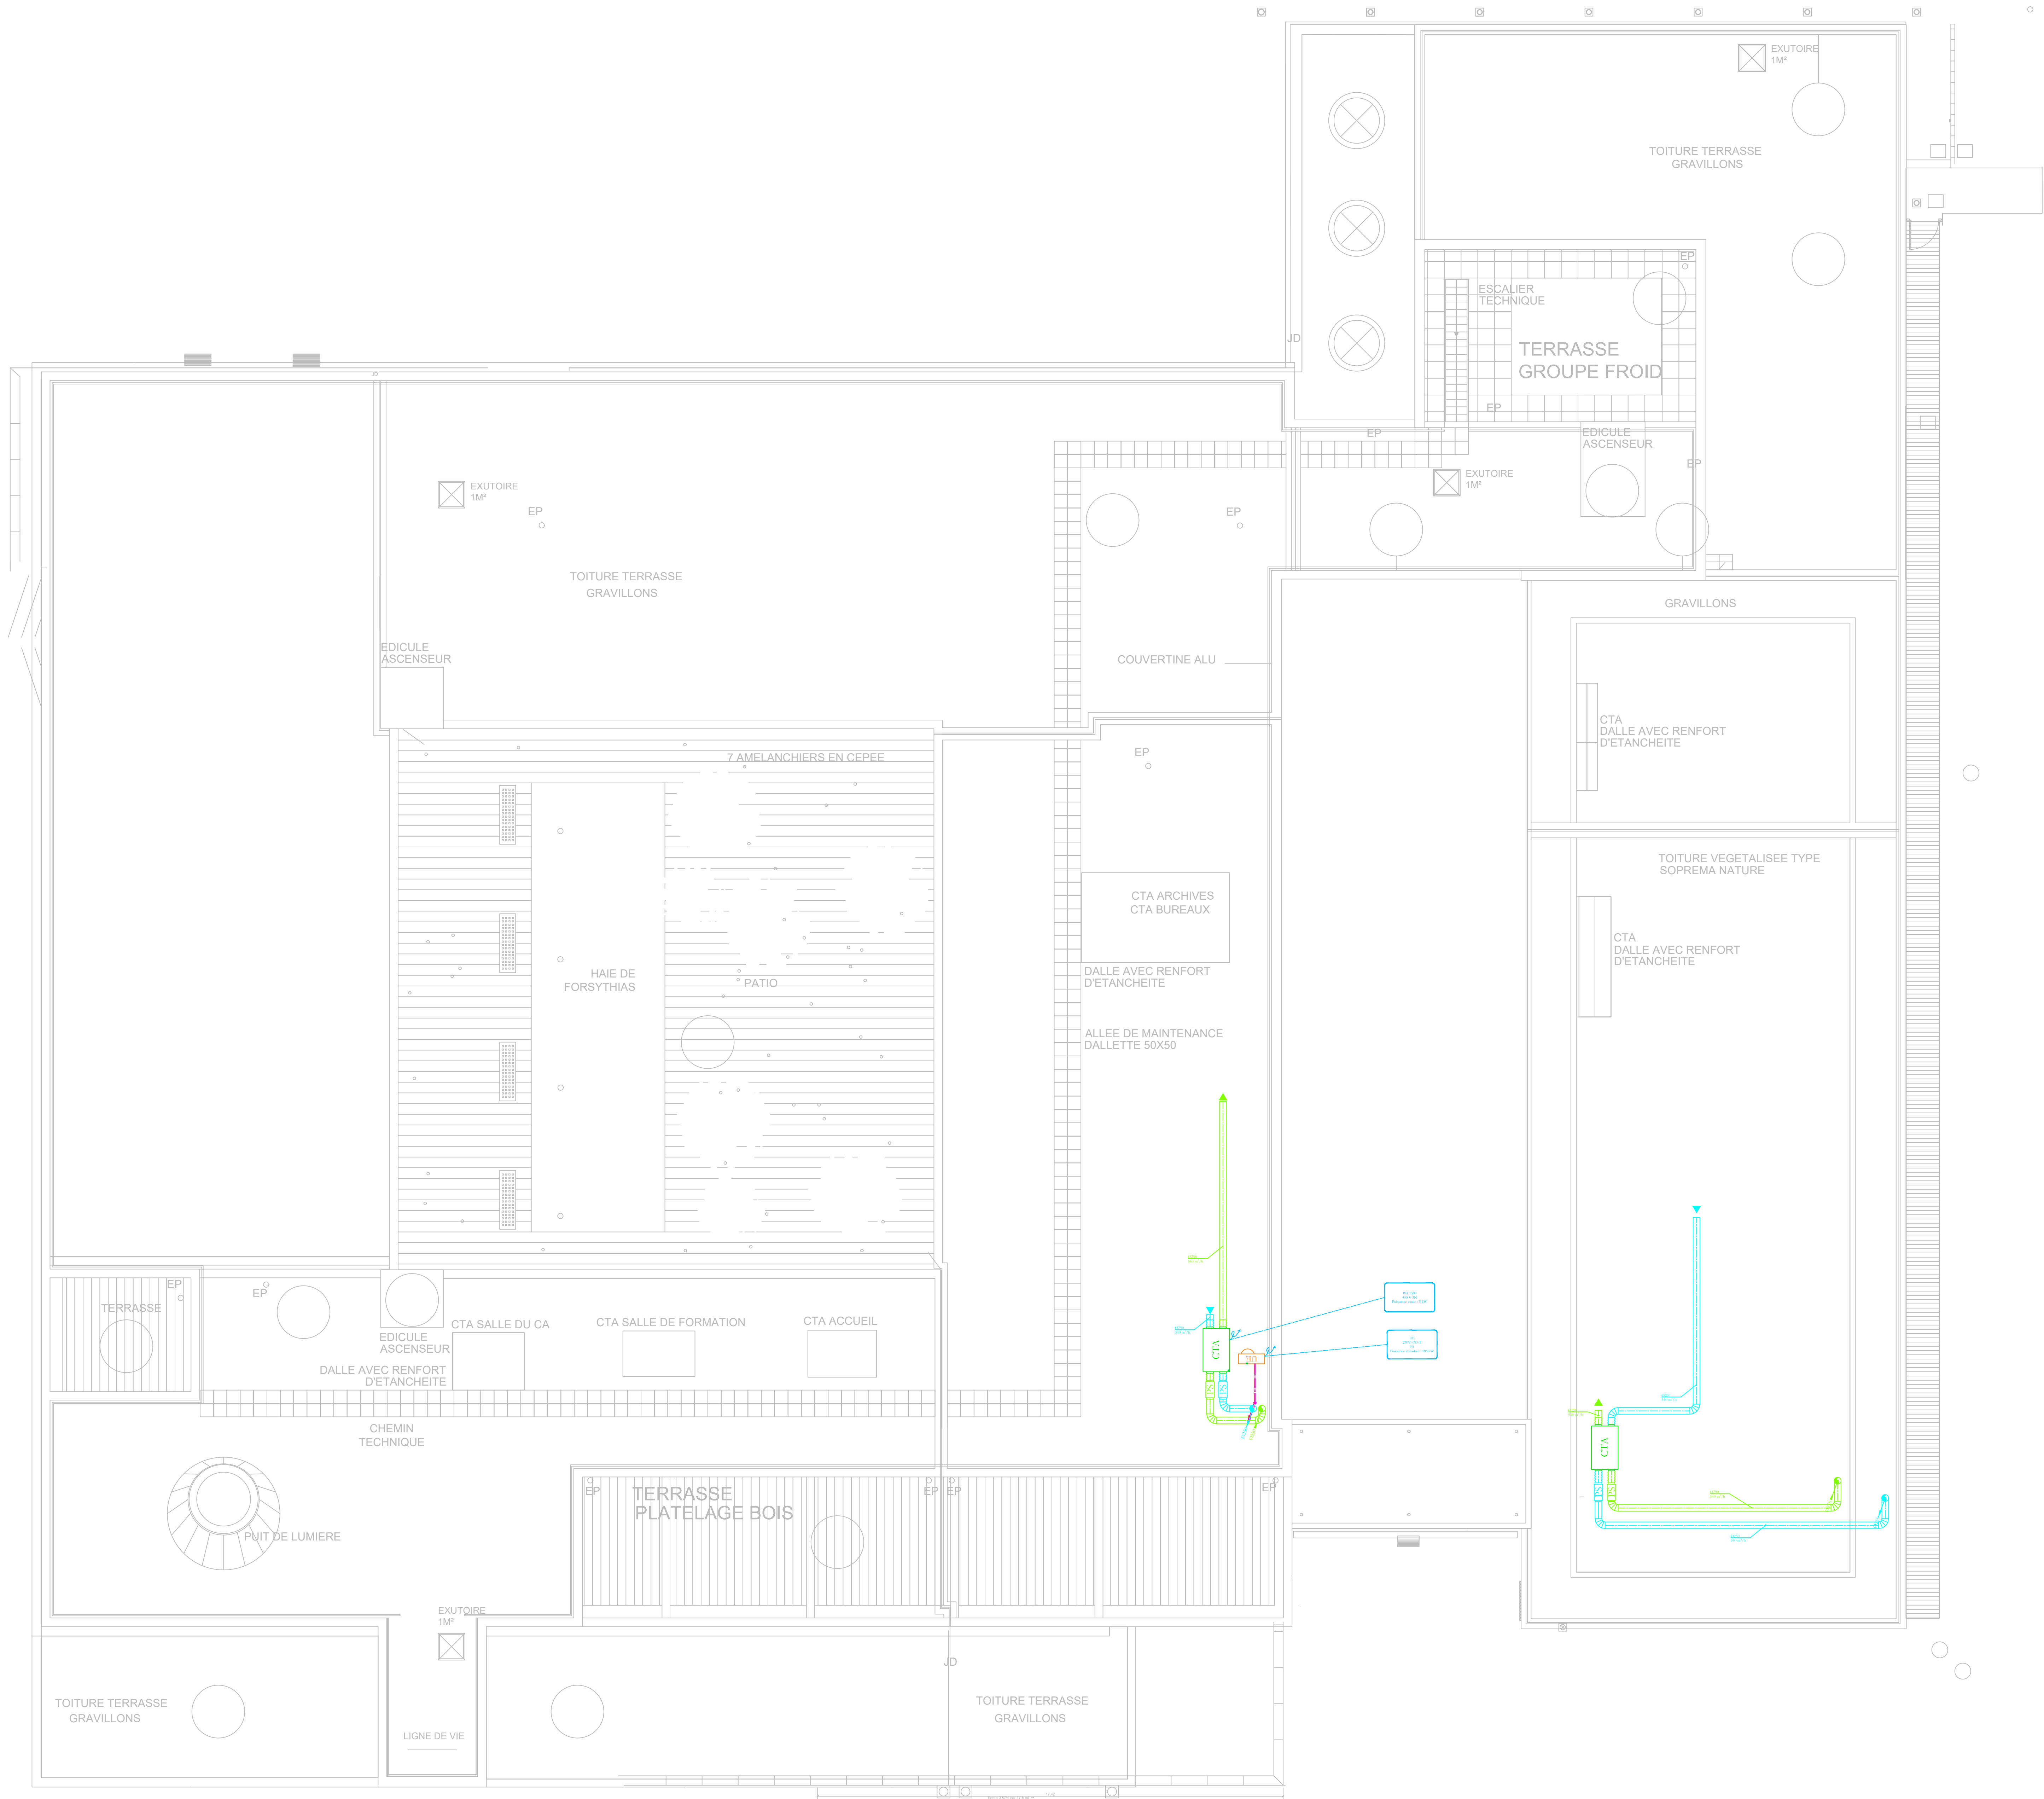 EXUTOIRE
1M²
TOITURE TERRASSE
GRAVILLONS
EP
ESCALIER
TECHNIQUE
JD
TERRASSE
GROUPE FROID
JD
EP
EP
EDICULE
ASCENSEUR
EP
EXUTOIRE
1M²
EXUTOIRE
1M²
EP
EP
TOITURE TERRASSE
GRAVILLONS
GRAVILLONS
EDICULE
ASCENSEUR
COUVERTINE ALU
CTA
DALLE AVEC RENFORT
D'ETANCHEITE
7 AMELANCHIERS EN CEPEE
EP
TOITURE VEGETALISEE TYPE
SOPREMA NATURE
CTA ARCHIVES
CTA BUREAUX
CTA
DALLE AVEC RENFORT
D'ETANCHEITE
HAIE DE
FORSYTHIAS
PATIO
DALLE AVEC RENFORT
D'ETANCHEITE
ALLEE DE MAINTENANCE
DALLETTE 50X50
EP
EP
TERRASSE
EDICULE
ASCENSEUR
CTA SALLE DU CA
CTA SALLE DE FORMATION
CTA ACCUEIL
CTA
DALLE AVEC RENFORT
D'ETANCHEITE
CHEMIN
TECHNIQUE
CTA
EP
TERRASSE
PLATELAGE BOIS
EP
EP
EP
PUIT DE LUMIERE
EXUTOIRE
1M²
JD
TOITURE TERRASSE
GRAVILLONS
TOITURE TERRASSE
GRAVILLONS
LIGNE DE VIE